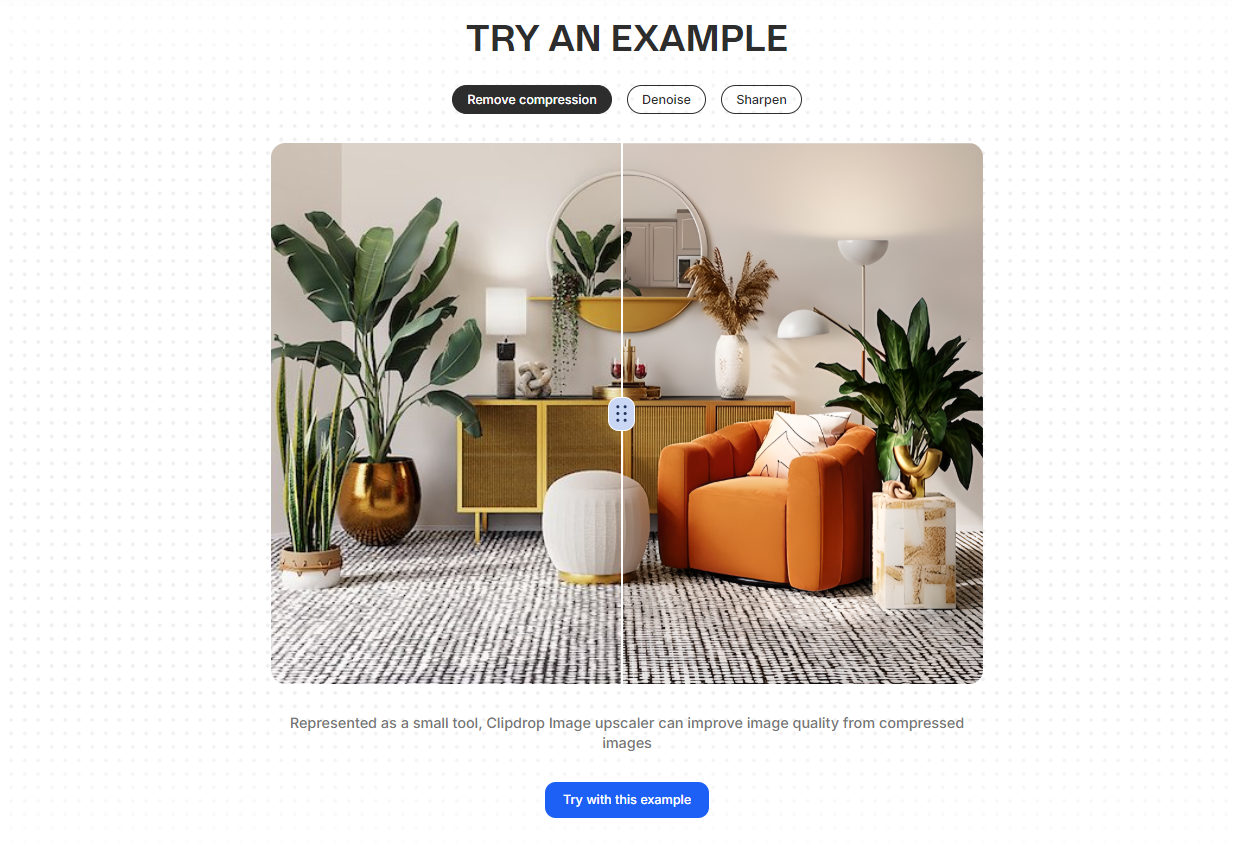 TRY AN EXAMPLE
Remove compression
Denoise
Sharpen
Represented as a small tool, Clipdrop Image upscaler can improve image quality from compressed
images
Try with this example